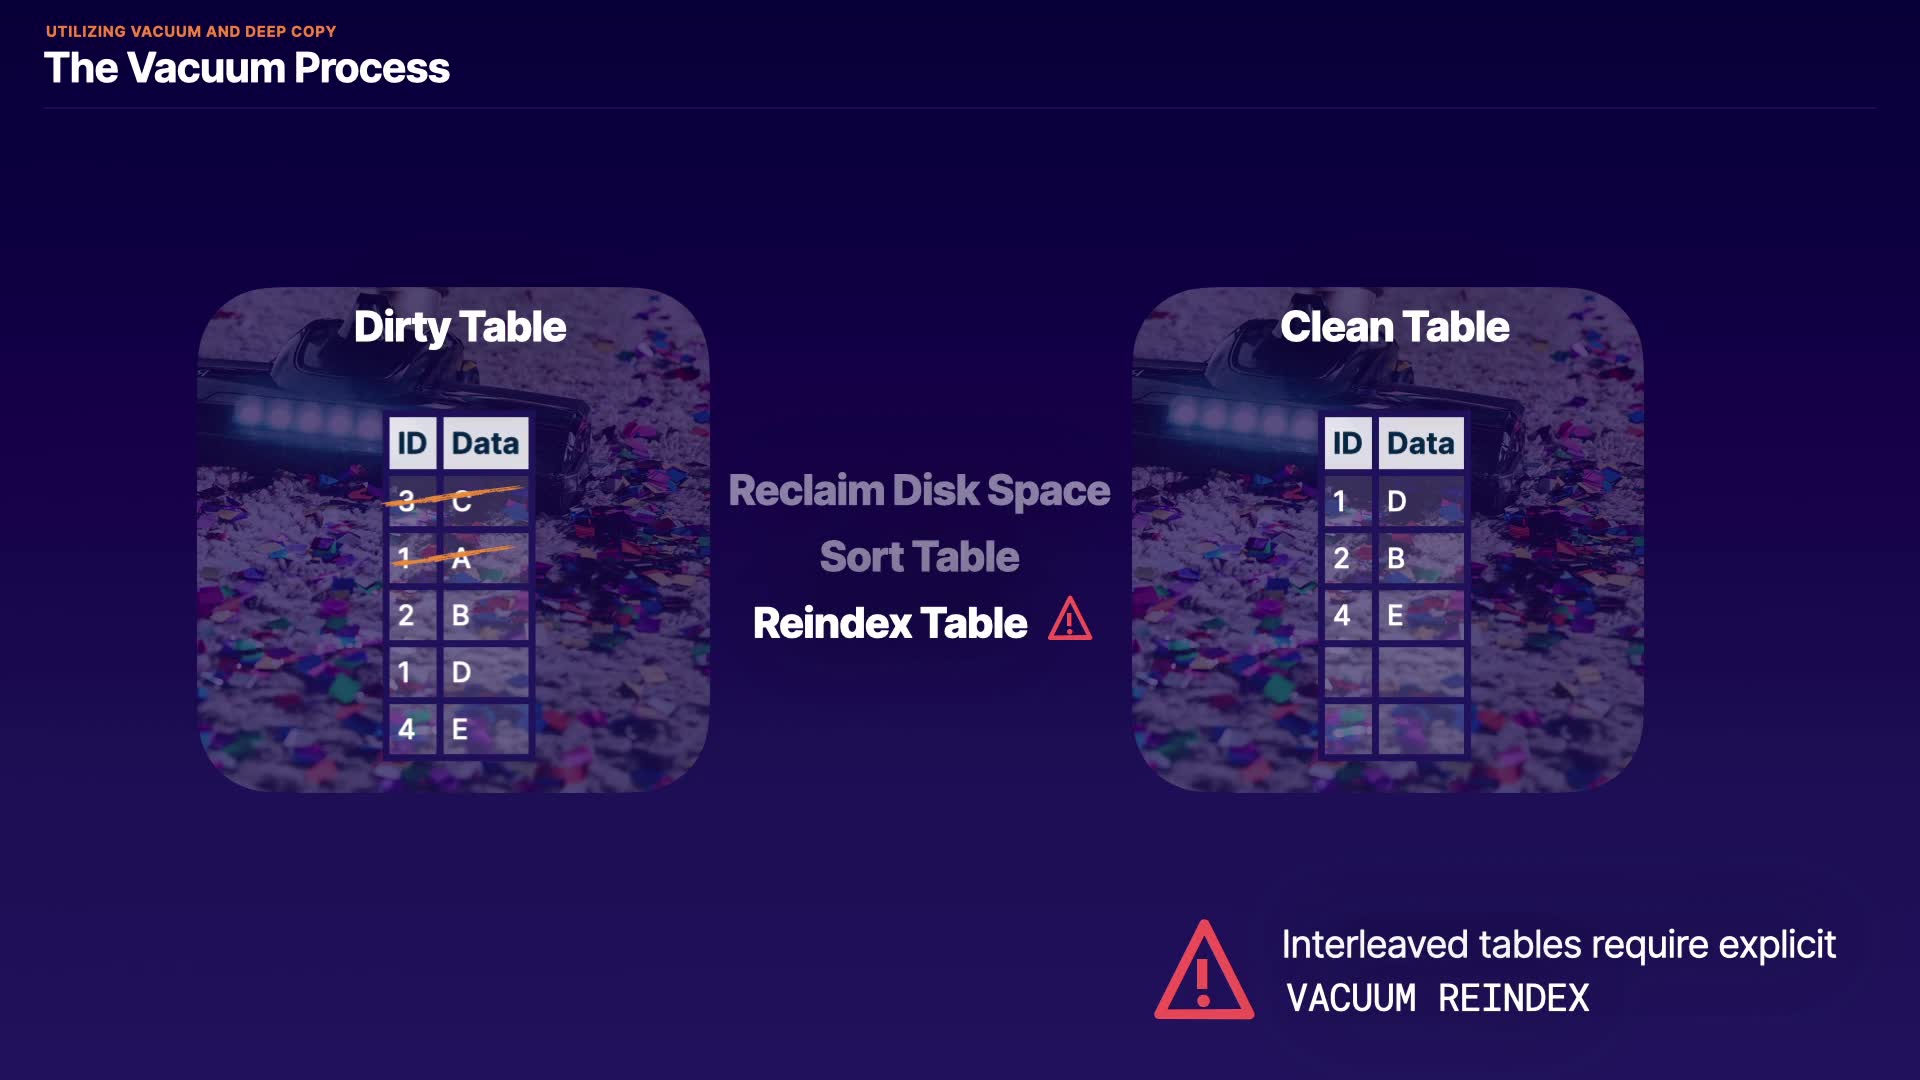 UTILIZING VACUUM AND DEEP COPY
The Vacuum Process
Dirty Table
ID Data
3 C
1 A
2 B
1 D
4 E
Reclaim Disk Space
Sort Table
Reindex Table
Clean Table
ID Data
1 D
2 B
4 E
Interleaved tables require explicit
VACUUM REINDEX